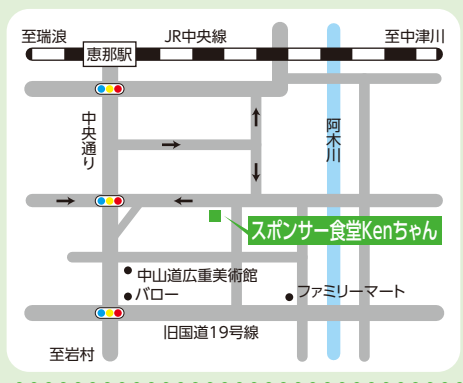 至瑞浪
JR中央線
至中津川
恵那駅
中央通り
阿木川
スポンサー食堂Kenちゃん
中山道広重美術館
バロー
ファミリーマート
旧国道19号線
至岩村